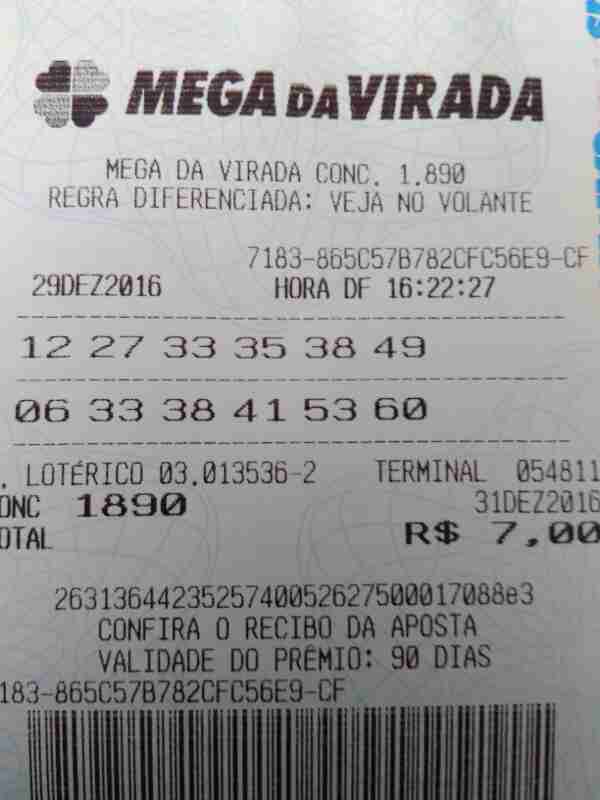 MEGA DA VIRADA
MEGA DA VIRADA CONC. 1.890
REGRA DIFERENCIADA: VEJA NO VOLANTE
7183-865C57B782CFC56E9-CF
29DEZ2016 HORA DF 16:22:27
12 27 33 35 38 49
06 33 38 41 53 60
. LOTÉRICO 03.013536-2 TERMINAL 054811
ONC 1890 31DEZ2016
OTAL R$ 7,00
2631364423525740052627500017088e3
CONFIRA O RECIBO DA APOSTA
VALIDADE DO PRÊMIO: 90 DIAS
183-865C57B782CFC56E9-CF